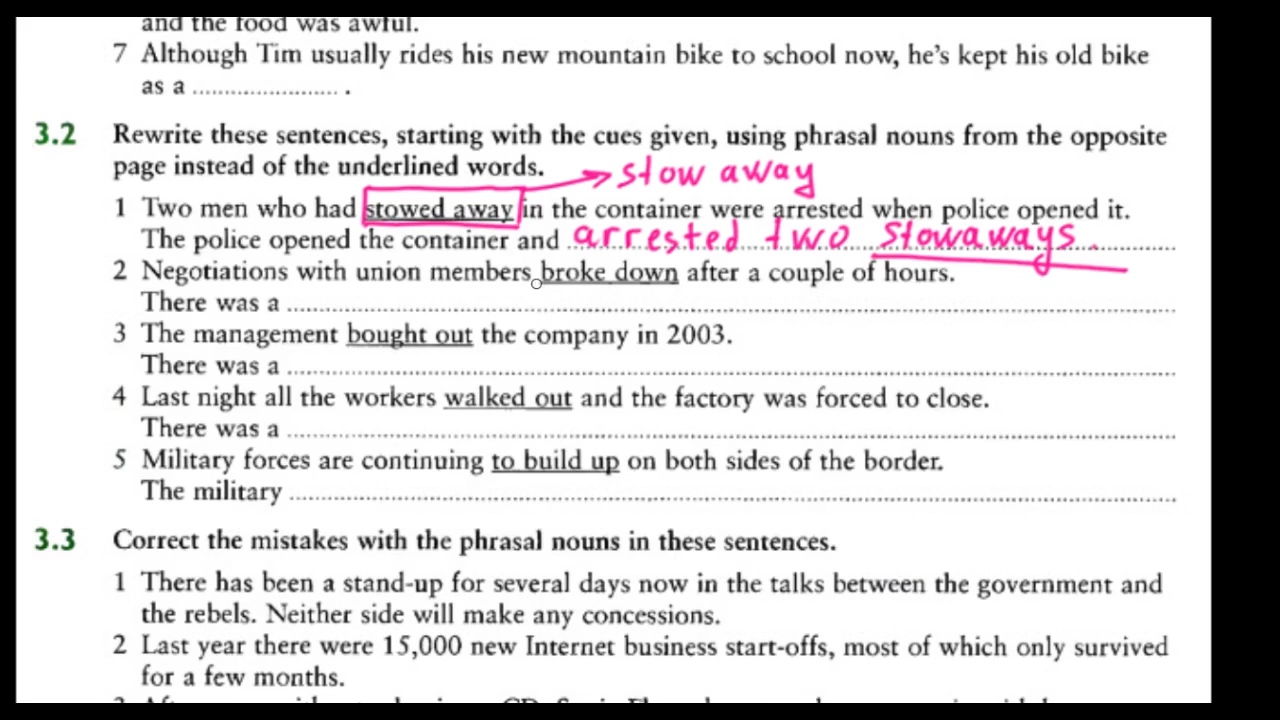 and the food was awful.
7 Although Tim usually rides his new mountain bike to school now, he's kept his old bike
as a ........................ .
3.2 Rewrite these sentences, starting with the cues given, using phrasal nouns from the opposite
page instead of the underlined words.
stow away
1 Two men who had stowed away in the container were arrested when police opened it.
The police opened the container and arrested two stowaways.
2 Negotiations with union members broke down after a couple of hours.
There was a ........................
3 The management bought out the company in 2003.
There was a ........................
4 Last night all the workers walked out and the factory was forced to close.
There was a ........................
5 Military forces are continuing to build up on both sides of the border.
The military ........................
3.3 Correct the mistakes with the phrasal nouns in these sentences.
1 There has been a stand-up for several days now in the talks between the government and
the rebels. Neither side will make any concessions.
2 Last year there were 15,000 new Internet business start-offs, most of which only survived
for a few months.